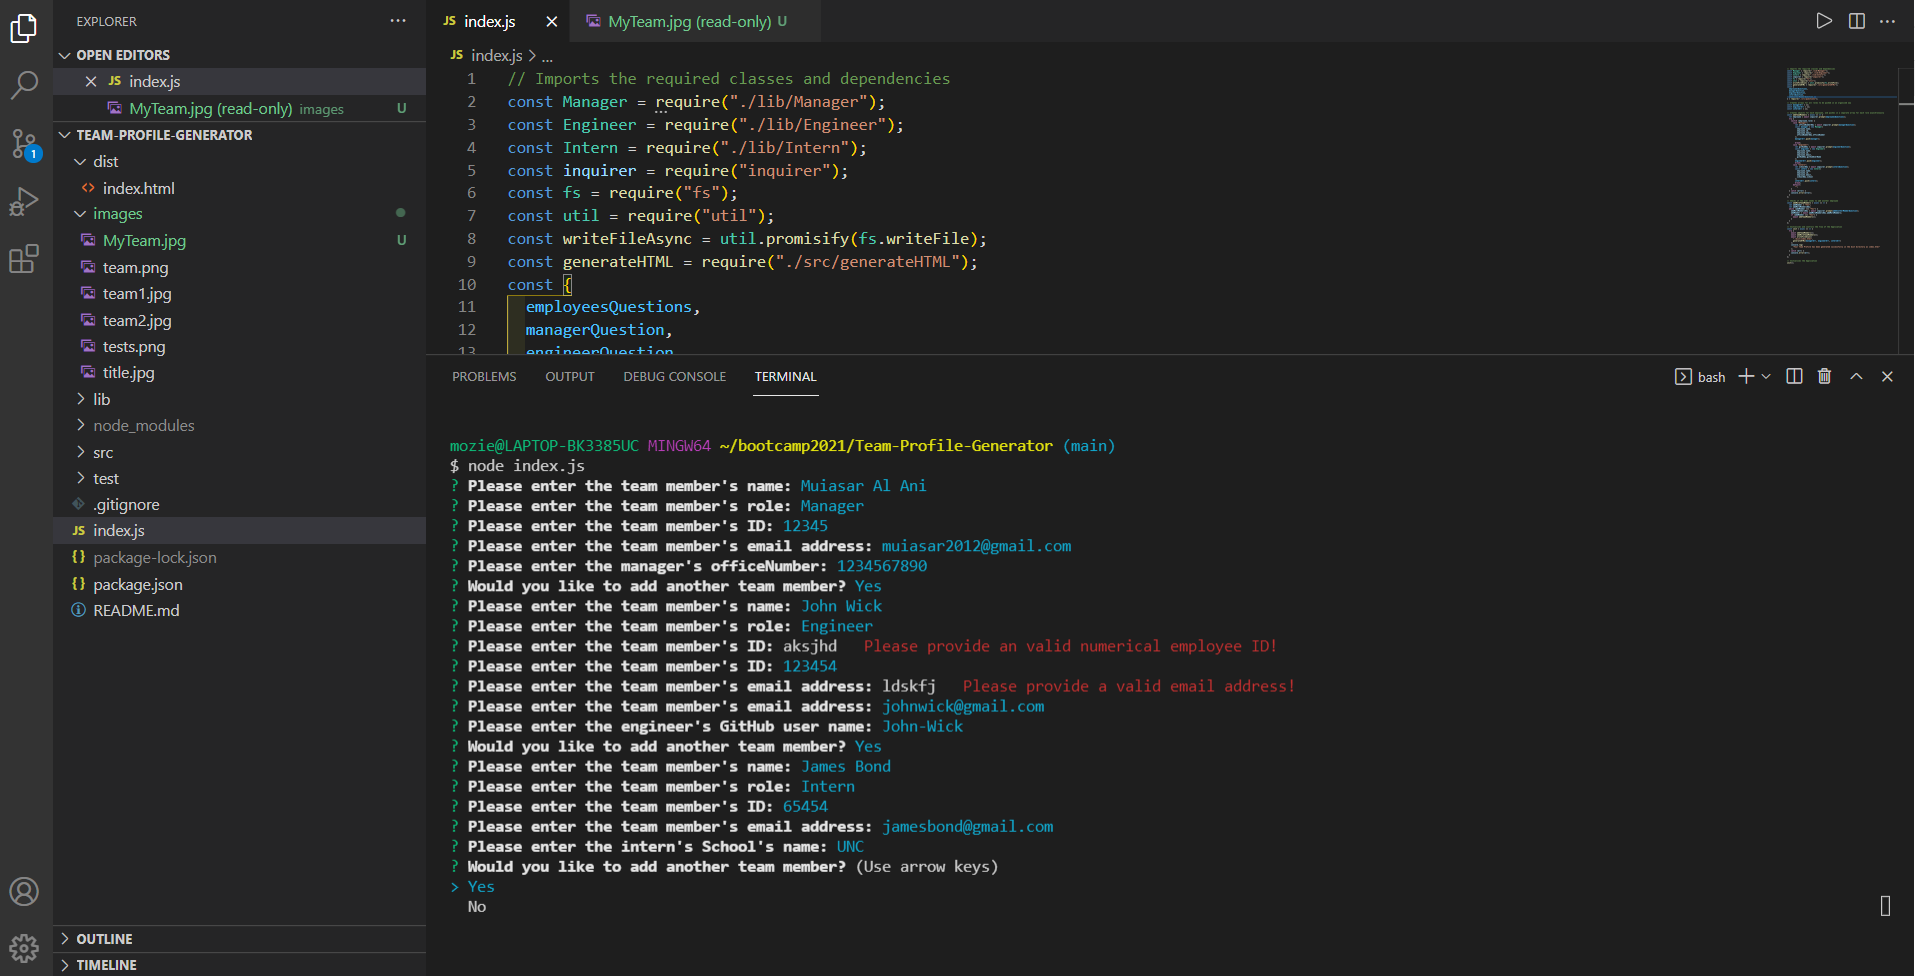 EXPLORER
OPEN EDITORS
JS index.js
MyTeam.jpg (read-only) images U
TEAM-PROFILE-GENERATOR
dist
<> index.html
images
MyTeam.jpg U
team.png
team1.jpg
team2.jpg
tests.png
title.jpg
lib
node_modules
src
test
.gitignore
JS index.js
{} package-lock.json
{} package.json
README.md
OUTLINE
TIMELINE
1
JS index.js
MyTeam.jpg (read-only) U
JS index.js > ...
1 // Imports the required classes and dependencies
2 const Manager = require("./lib/Manager");
3 const Engineer = require("./lib/Engineer");
4 const Intern = require("./lib/Intern");
5 const inquirer = require("inquirer");
6 const fs = require("fs");
7 const util = require("util");
8 const writeFileAsync = util.promisify(fs.writeFile);
9 const generateHTML = require("./src/generateHTML");
10 const {
11 employeesQuestions,
12 managerQuestion,
13 engineerQuestion
PROBLEMS OUTPUT DEBUG CONSOLE TERMINAL
bash
mozie@LAPTOP-BK3385UC MINGW64 ~/bootcamp2021/Team-Profile-Generator (main)
$ node index.js
? Please enter the team member's name: Muiasar Al Ani
? Please enter the team member's role: Manager
? Please enter the team member's ID: 12345
? Please enter the team member's email address: muiasar2012@gmail.com
? Please enter the manager's officeNumber: 1234567890
? Would you like to add another team member? Yes
? Please enter the team member's name: John Wick
? Please enter the team member's role: Engineer
? Please enter the team member's ID: aksjhd Please provide an valid numerical employee ID!
? Please enter the team member's ID: 123454
? Please enter the team member's email address: ldskfj Please provide a valid email address!
? Please enter the team member's email address: johnwick@gmail.com
? Please enter the engineer's GitHub user name: John-Wick
? Would you like to add another team member? Yes
? Please enter the team member's name: James Bond
? Please enter the team member's role: Intern
? Please enter the team member's ID: 65454
? Please enter the team member's email address: jamesbond@gmail.com
? Please enter the intern's School's name: UNC
? Would you like to add another team member? (Use arrow keys)
> Yes
No